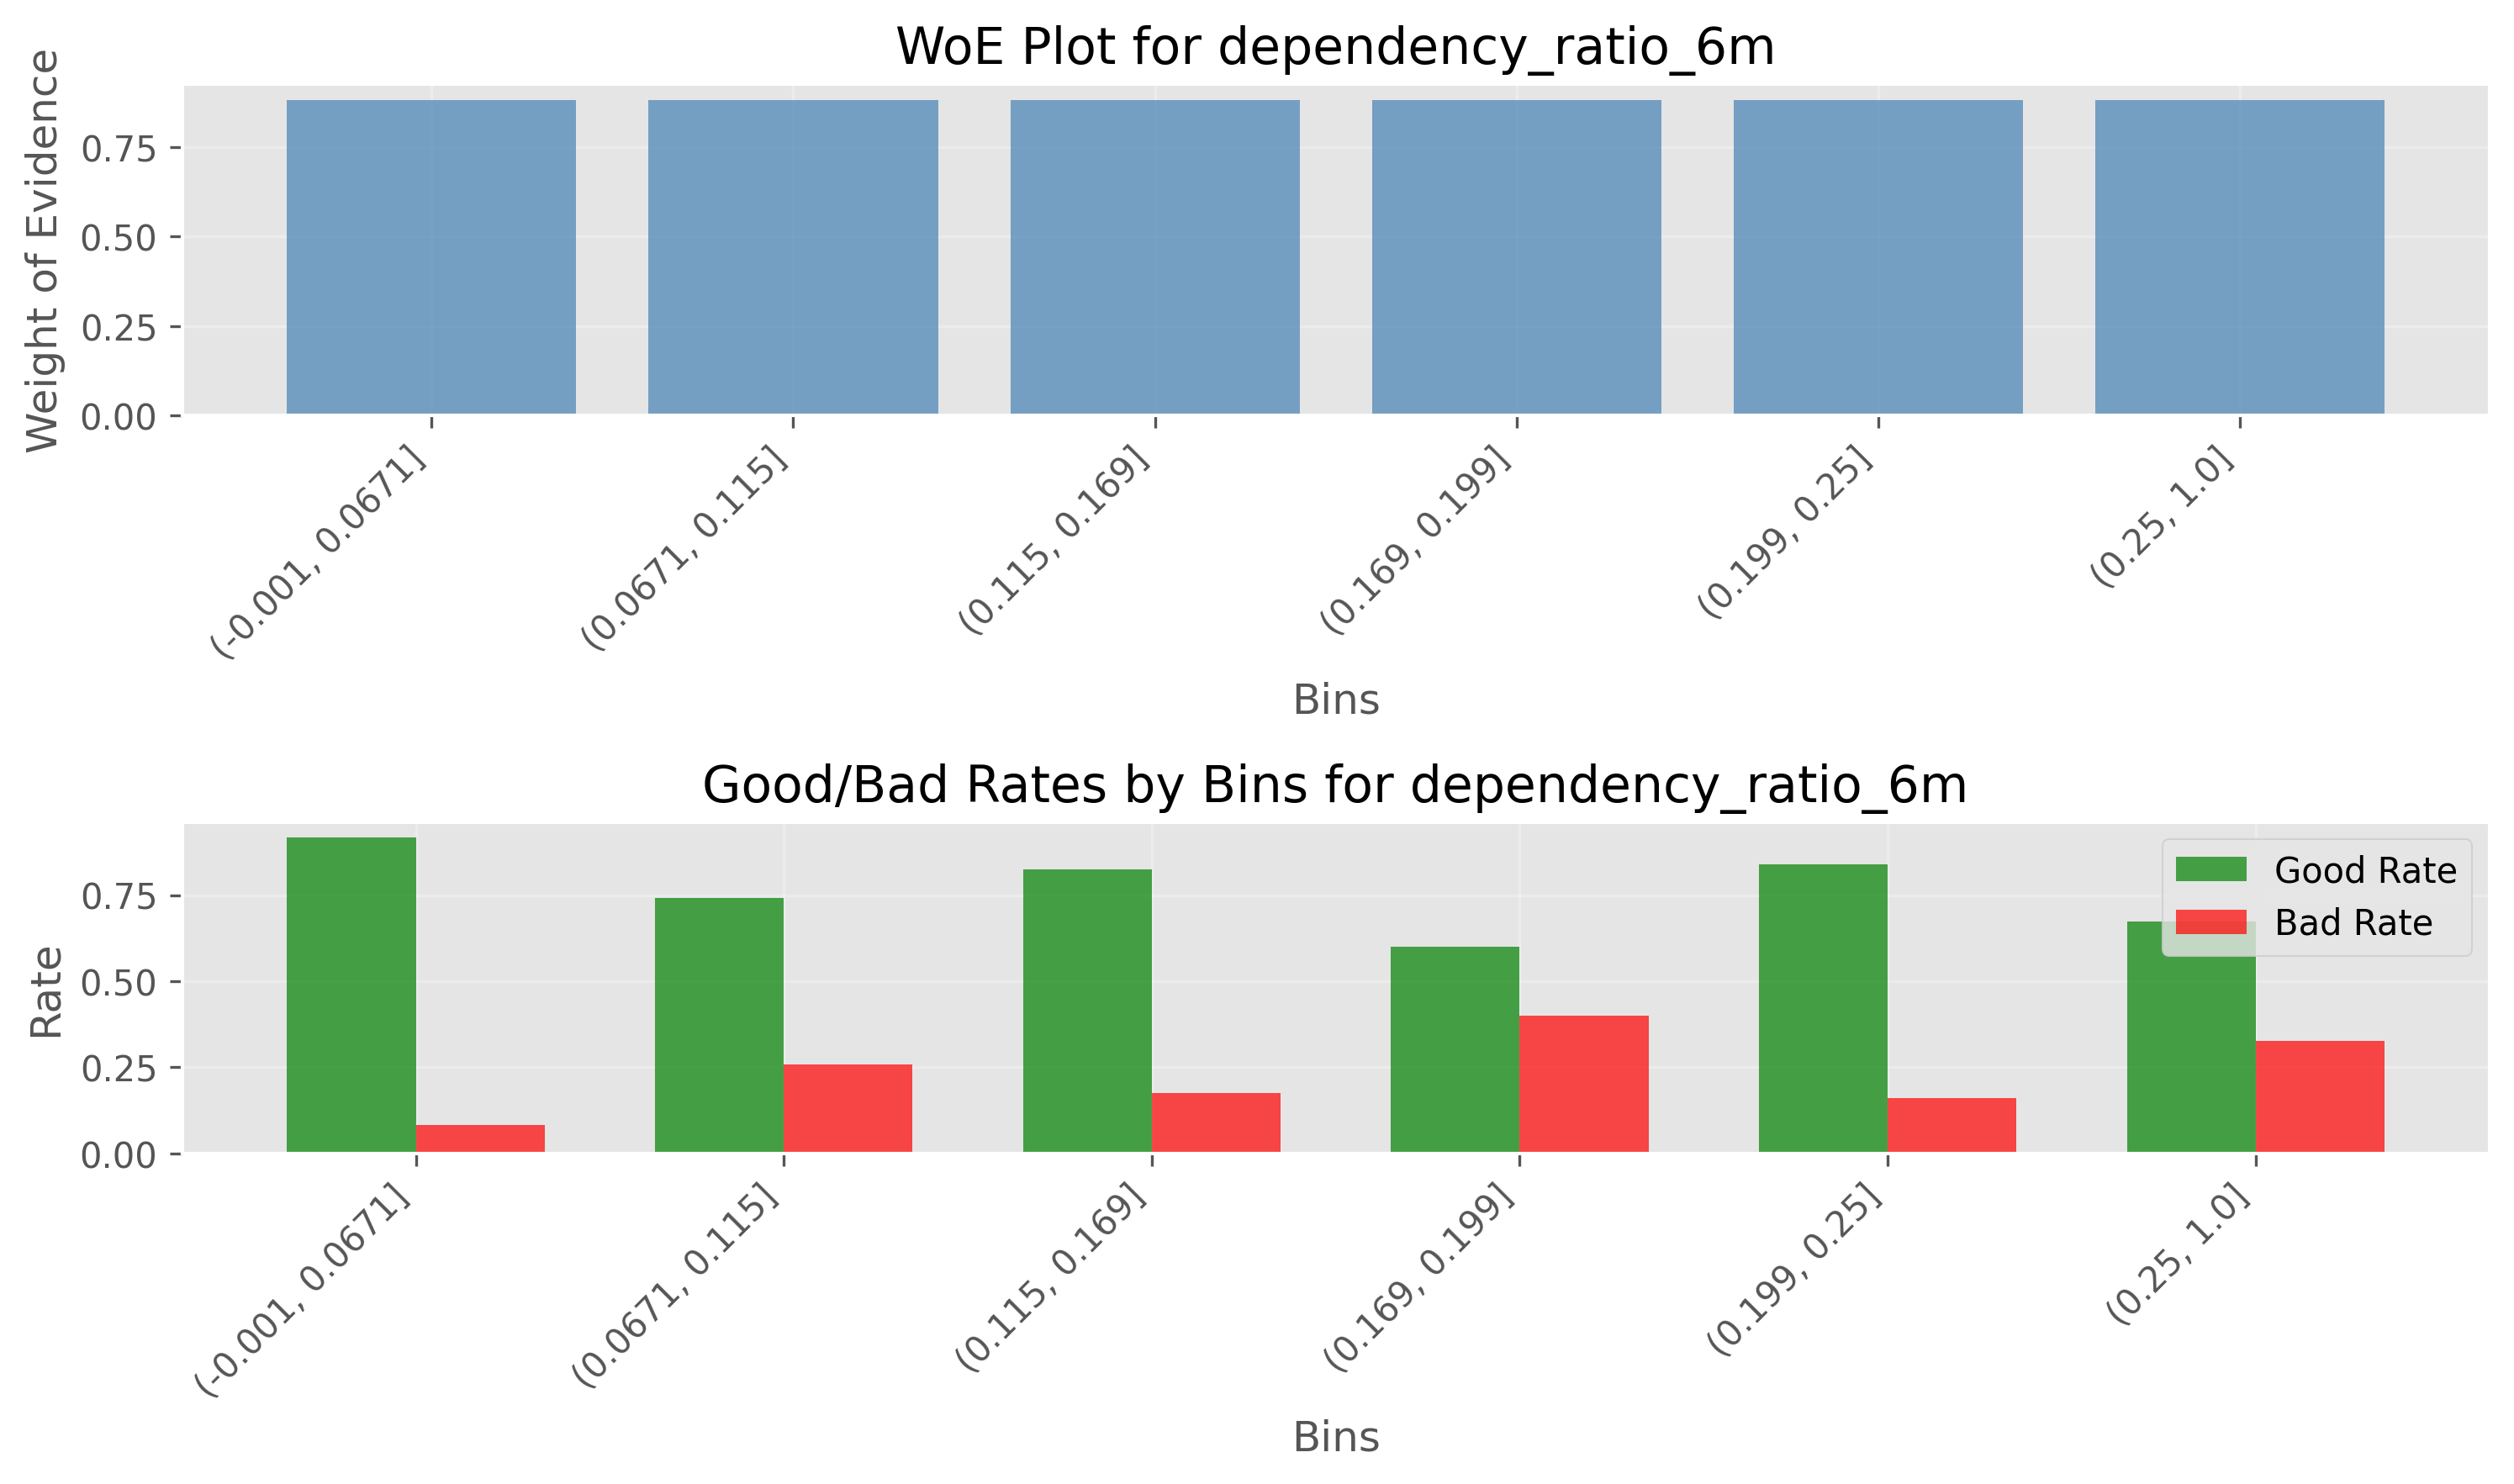 WoE Plot for dependency_ratio_6m
Weight of Evidence
0.75
0.50
0.25
0.00
(-0.001, 0.0671]
(0.0671, 0.115]
(0.115, 0.169]
(0.169, 0.199]
(0.199, 0.25]
(0.25, 1.0]
Bins
Good/Bad Rates by Bins for dependency_ratio_6m
Rate
0.75
0.50
0.25
0.00
Good Rate
Bad Rate
(-0.001, 0.0671]
(0.0671, 0.115]
(0.115, 0.169]
(0.169, 0.199]
(0.199, 0.25]
(0.25, 1.0]
Bins